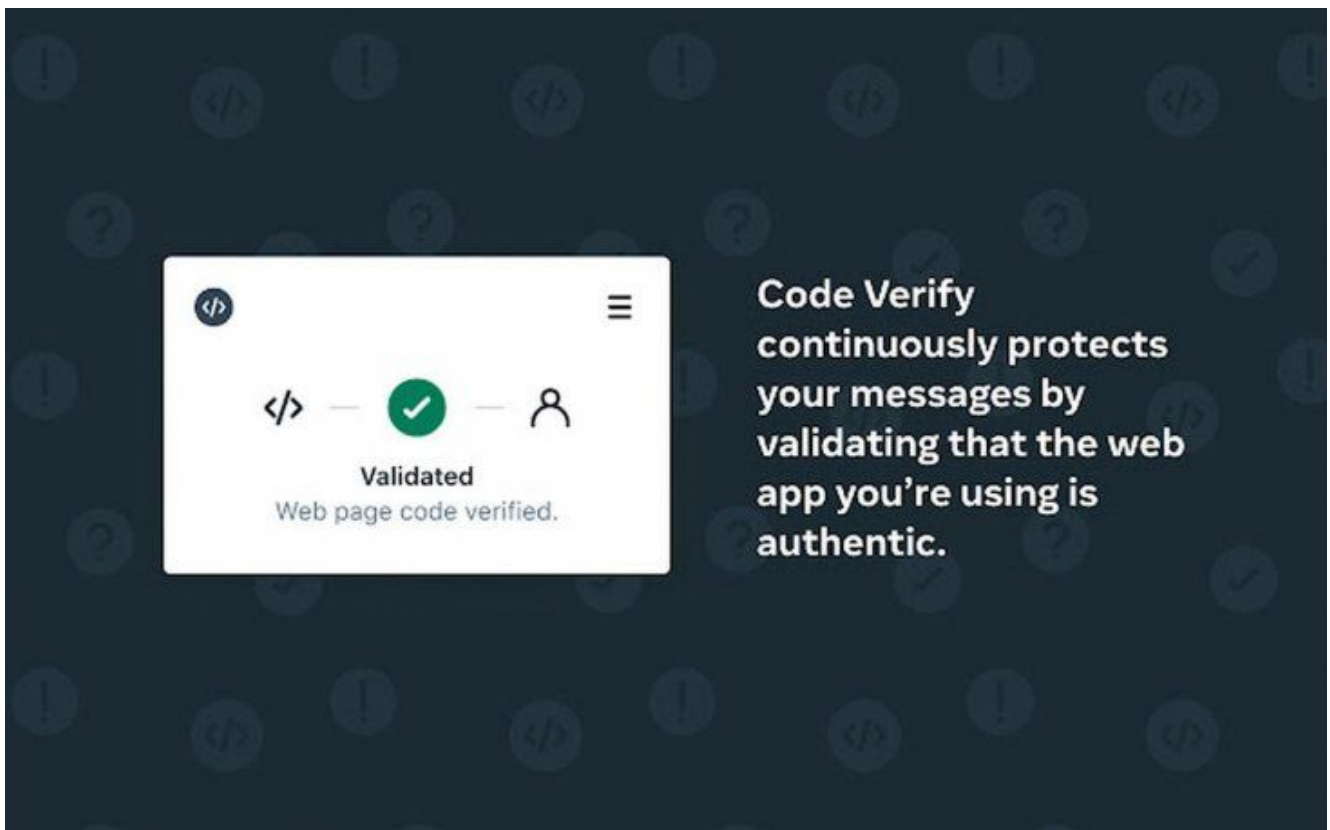 </>
Validated
Web page code verified.
Code Verify
continuously protects
your messages by
validating that the web
app you’re using is
authentic.